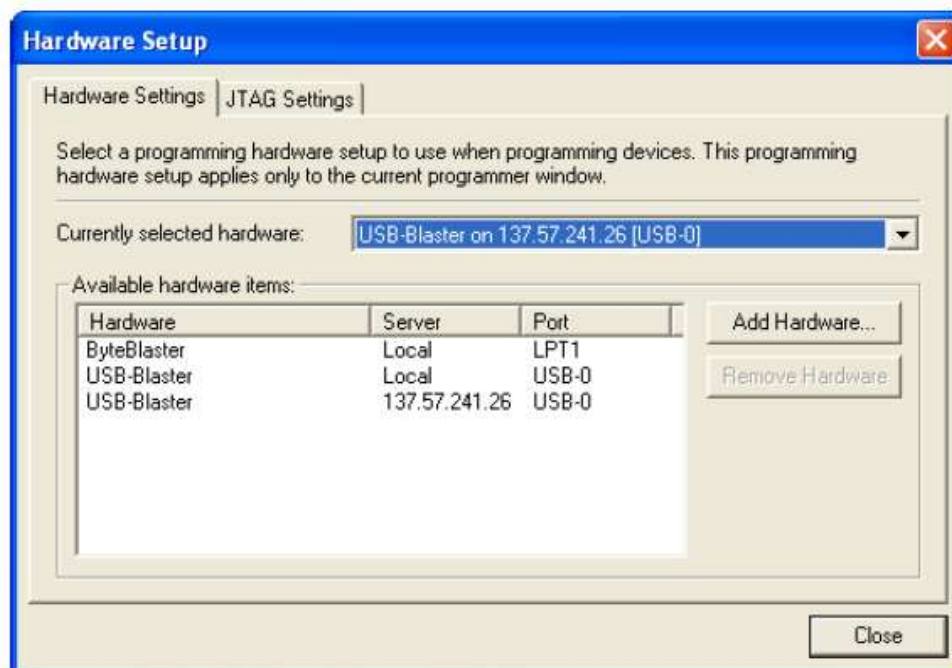 Hardware Setup
Hardware Settings JTAG Settings
Select a programming hardware setup to use when programming devices. This programming
hardware setup applies only to the current programmer window.
Currently selected hardware: USB-Blaster on 137.57.241.26 [USB-0]
Available hardware items:
Hardware Server Port
ByteBlaster Local LPT1
USB-Blaster Local USB-0
USB-Blaster 137.57.241.26 USB-0
Add Hardware...
Remove Hardware
Close